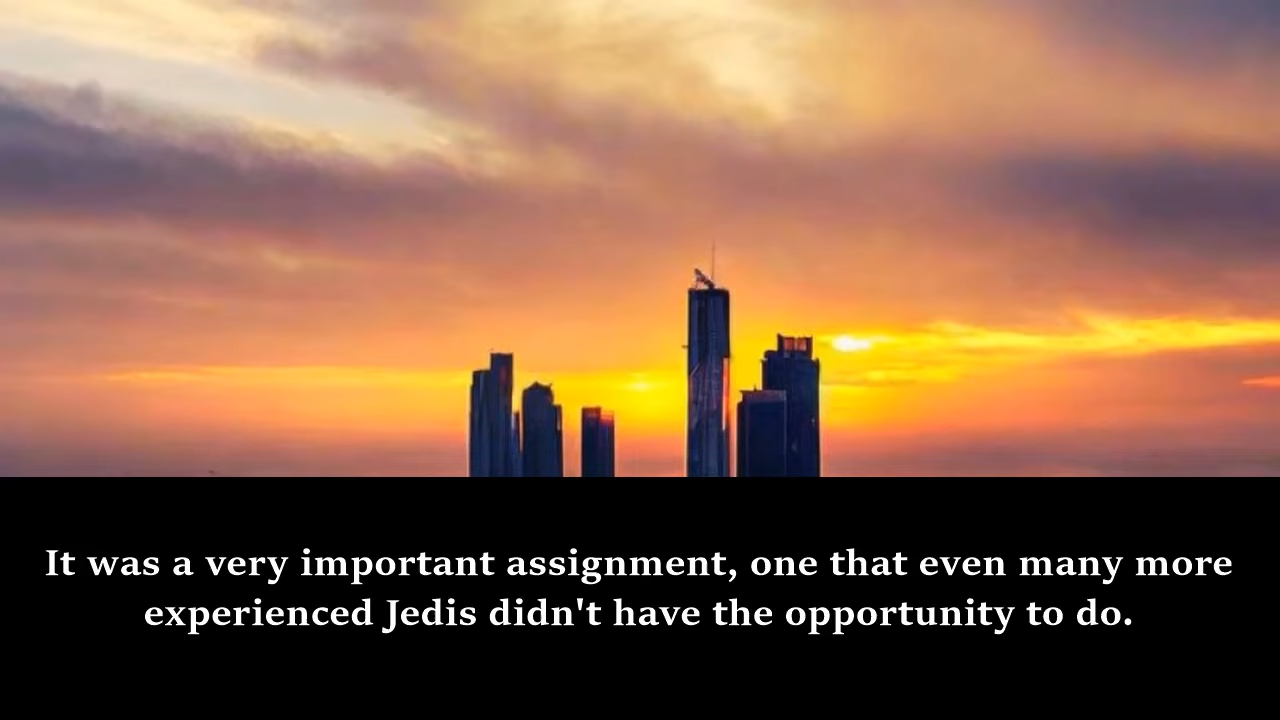 It was a very important assignment, one that even many more
experienced Jedis didn't have the opportunity to do.